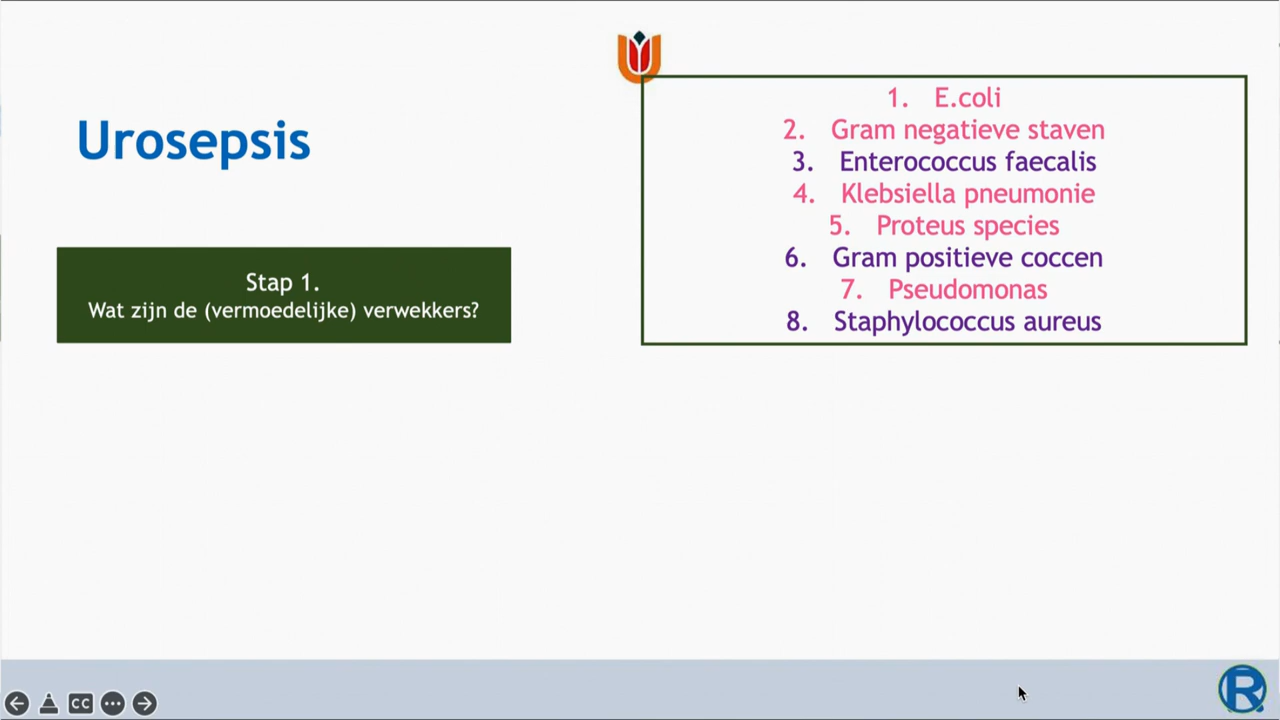 Urosepsis
Stap 1.
Wat zijn de (vermoedelijke) verwekkers?
1. E.coli
2. Gram negatieve staven
3. Enterococcus faecalis
4. Klebsiella pneumonie
5. Proteus species
6. Gram positieve coccen
7. Pseudomonas
8. Staphylococcus aureus
CC
R